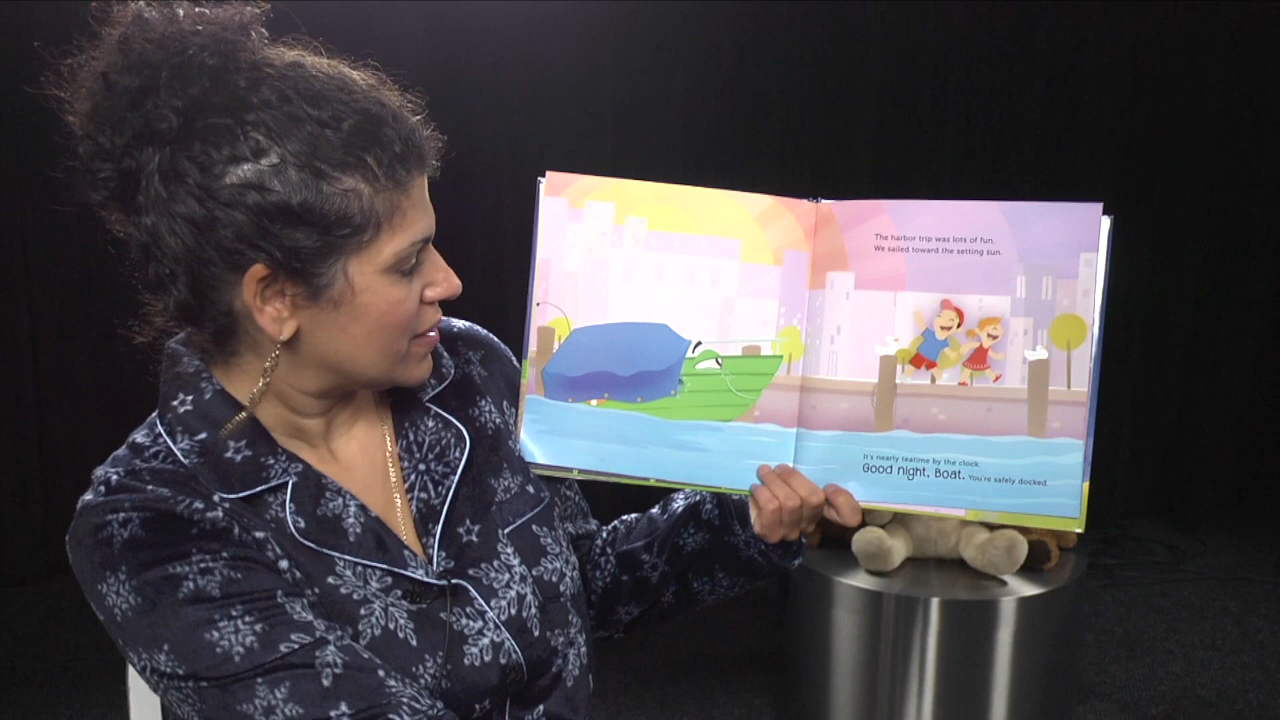 The harbor trip was lots of fun.
We sailed toward the setting sun.
It's nearly teatime by the clock.
Good night, Boat. You're safely docked.